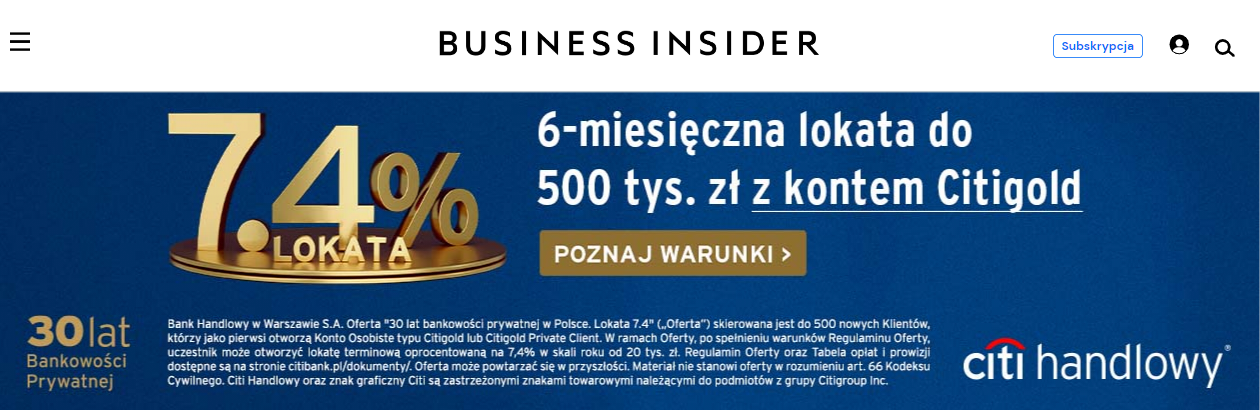 BUSINESS INSIDER
Subskrypcja
7.4%
LOKATA
6-miesięczna lokata do
500 tys. zł z kontem Citigold
POZNAJ WARUNKI >
30 lat
Bankowości
Prywatnej
Bank Handlowy w Warszawie S.A. Oferta "30 lat bankowości prywatnej w Polsce. Lokata 7.4" („Oferta”) skierowana jest do 500 nowych Klientów,
którzy jako pierwsi otworzą Konto Osobiste typu Citigold lub Citigold Private Client. W ramach Oferty, po spełnieniu warunków Regulaminu Oferty,
uczestnik może otworzyć lokatę terminową oprocentowaną na 7,4% w skali roku od 20 tys. zł. Regulamin Oferty oraz Tabela opłat i prowizji
dostępne są na stronie citibank.pl/dokumenty/. Oferta może powtarzać się w przyszłości. Materiał nie stanowi oferty w rozumieniu art. 66 Kodeksu
Cywilnego. Citi Handlowy oraz znak graficzny Citi są zastrzeżonymi znakami towarowymi należącymi do podmiotów z grupy Citigroup Inc.
citi handlowy®